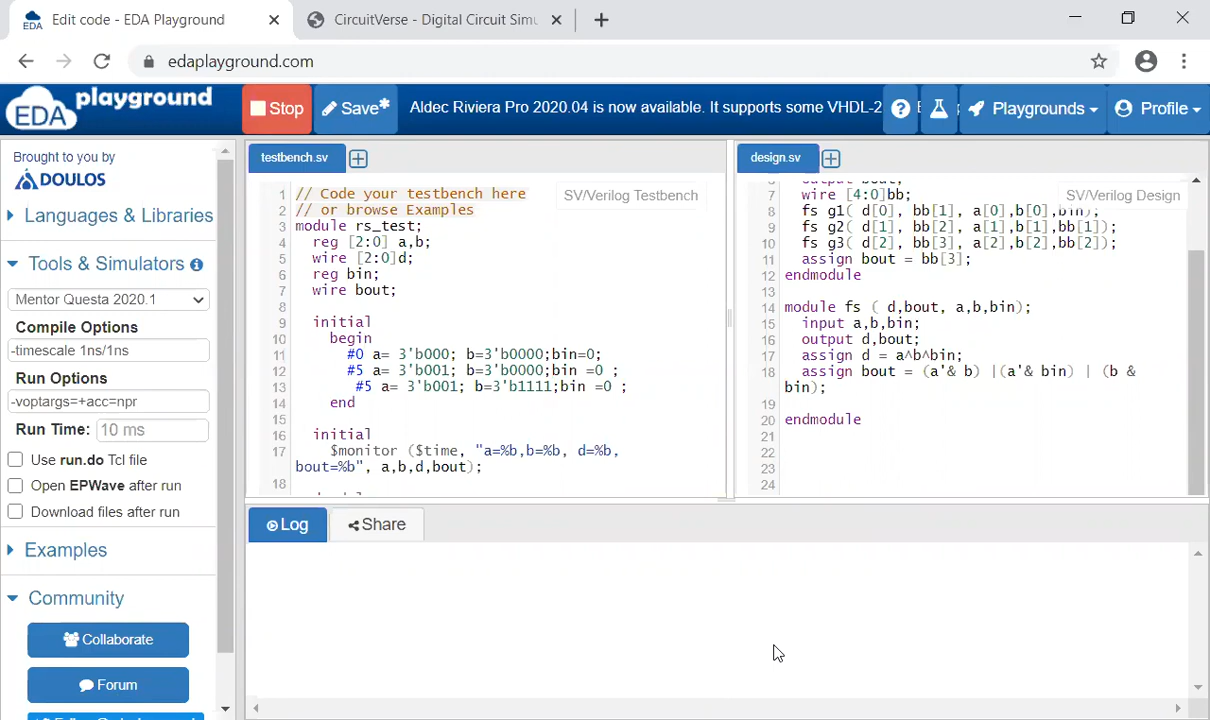 Edit code - EDA Playground
CircuitVerse - Digital Circuit Simu
edaplayground.com
EDA playground
Stop
Save*
Aldec Riviera Pro 2020.04 is now available. It supports some VHDL-2
Playgrounds
Profile
Brought to you by
DOULOS
Languages & Libraries
Tools & Simulators
Mentor Questa 2020.1
Compile Options
-timescale 1ns/1ns
Run Options
-voptargs=+acc=npr
Run Time: 10 ms
Use run.do Tcl file
Open EPWave after run
Download files after run
Examples
Community
Collaborate
Forum
testbench.sv
SV/Verilog Testbench
1 // Code your testbench here
2 // or browse Examples
3 module rs_test;
4 reg [2:0] a,b;
5 wire [2:0]d;
6 reg bin;
7 wire bout;
8
9 initial
10 begin
11 #0 a= 3'b000; b=3'b0000;bin=0;
12 #5 a= 3'b001; b=3'b0000;bin =0 ;
13 #5 a= 3'b001; b=3'b1111;bin =0 ;
14 end
15
16 initial
17 $monitor ($time, "a=%b,b=%b, d=%b,
bout=%b", a,b,d,bout);
18
design.sv
SV/Verilog Design
6 output bout;
7 wire [4:0]bb;
8 fs g1( d[0], bb[1], a[0],b[0],bin);
9 fs g2( d[1], bb[2], a[1],b[1],bb[1]);
10 fs g3( d[2], bb[3], a[2],b[2],bb[2]);
11 assign bout = bb[3];
12 endmodule
13
14 module fs ( d,bout, a,b,bin);
15 input a,b,bin;
16 output d,bout;
17 assign d = a^b^bin;
18 assign bout = (a'& b) |(a'& bin) | (b &
bin);
19
20 endmodule
21
22
23
24
Log
Share